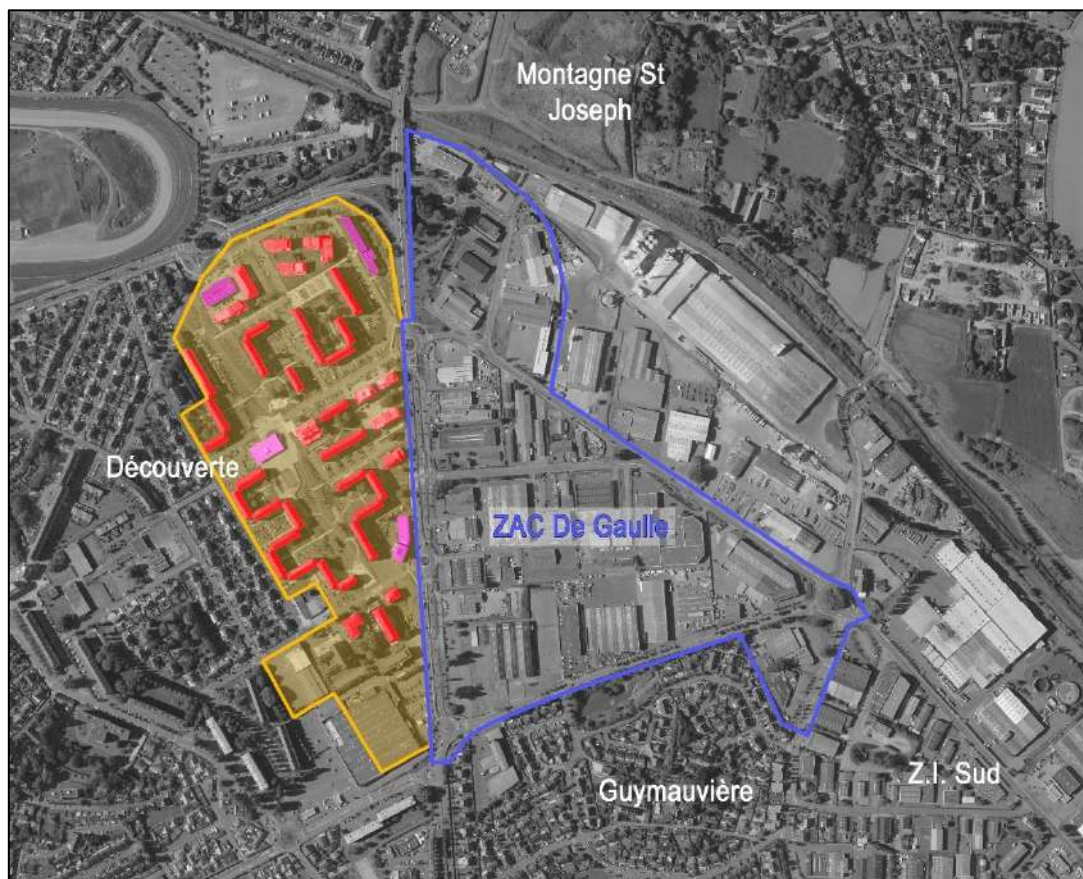 Montagne St
Joseph
Découverte
ZAC De Gaulle
Guymauvière
Z.I. Sud